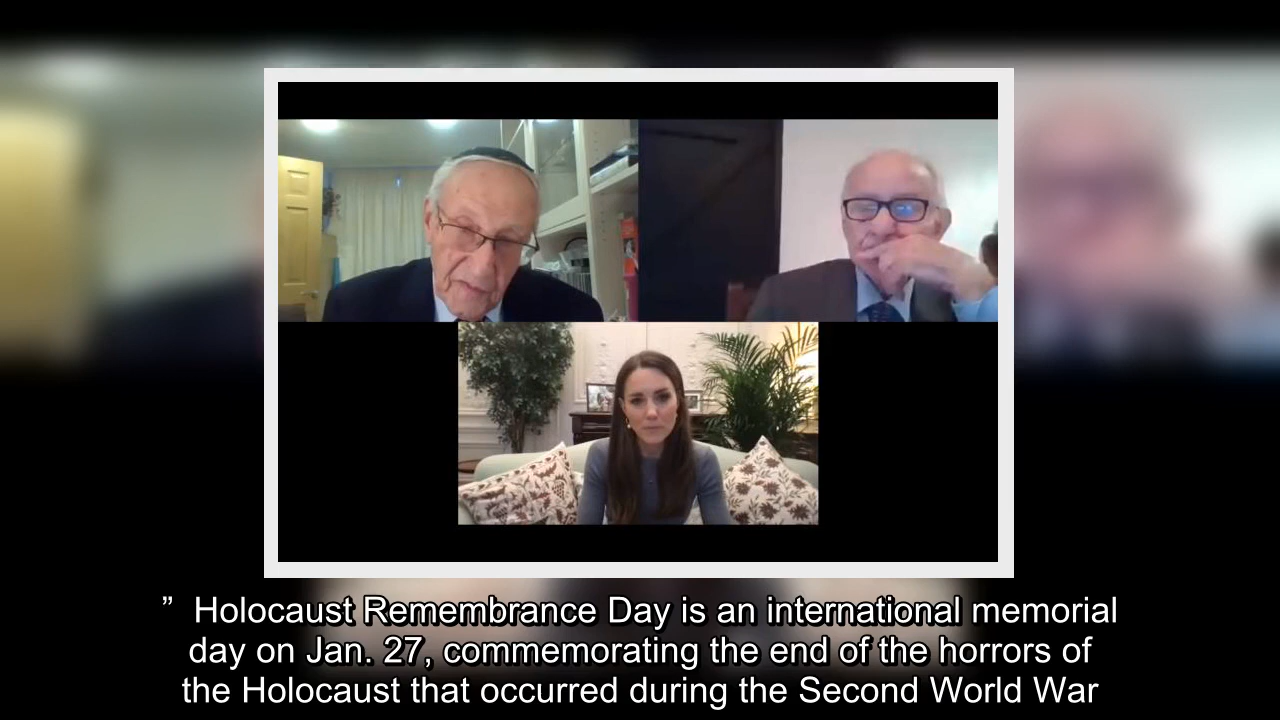 ”  Holocaust Remembrance Day is an international memorial
day on Jan. 27, commemorating the end of the horrors of
the Holocaust that occurred during the Second World War